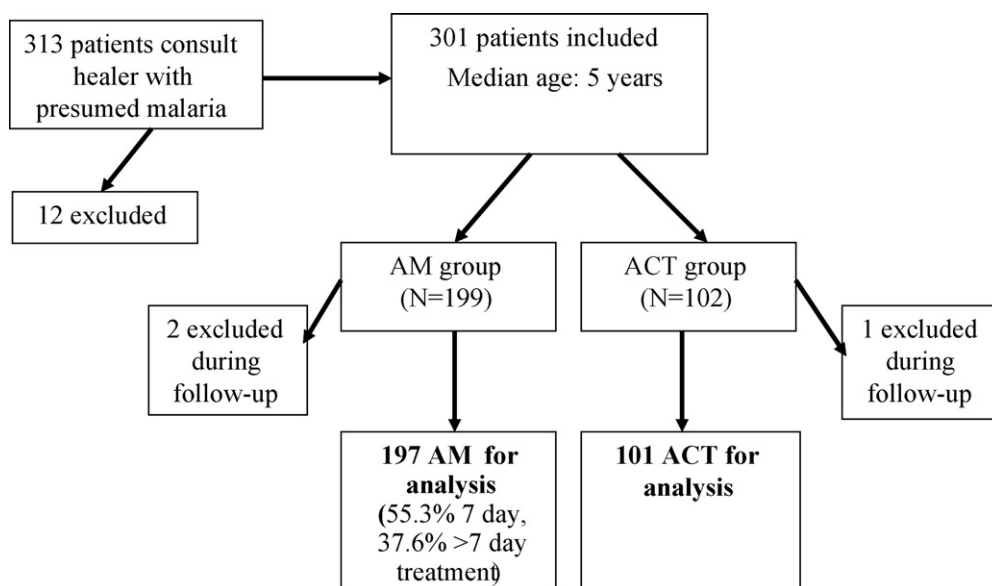 313 patients consult
healer with
presumed malaria
301 patients included
Median age: 5 years
12 excluded
AM group
(N=199)
ACT group
(N=102)
2 excluded
during
follow-up
1 excluded
during
follow-up
197 AM for
analysis
(55.3% 7 day,
37.6% >7 day
treatment)
101 ACT for
analysis